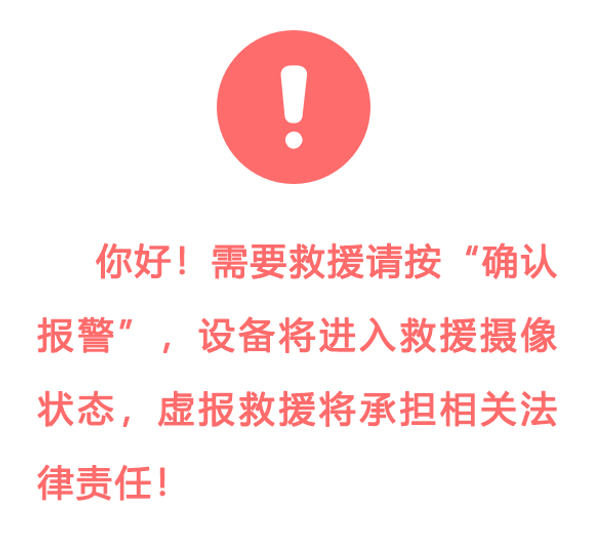 你好！需要救援请按“确认
报警”，设备将进入救援摄像
状态，虚报救援将承担相关法
律责任！